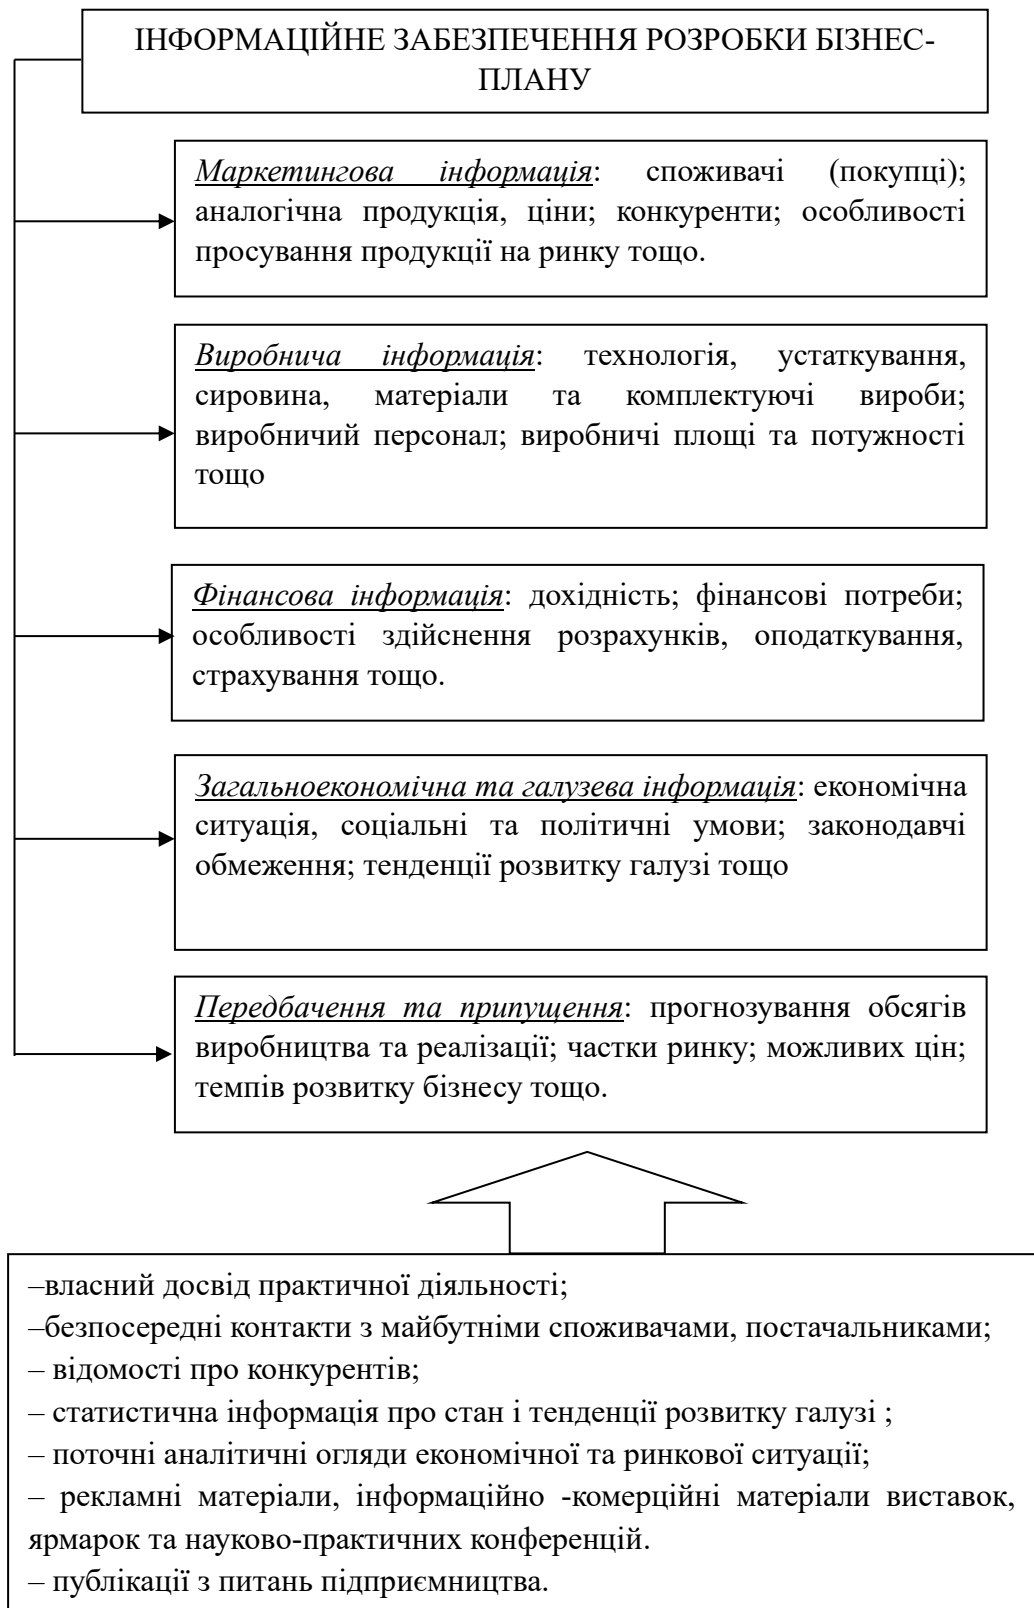 ІНФОРМАЦІЙНЕ ЗАБЕЗПЕЧЕННЯ РОЗРОБКИ БІЗНЕС-
ПЛАНУ
Маркетингова інформація: споживачі (покупці);
аналогічна продукція, ціни; конкуренти; особливості
просування продукції на ринку тощо.
Виробнича інформація: технологія, устаткування,
сировина, матеріали та комплектуючі вироби;
виробничий персонал; виробничі площі та потужності
тощо
Фінансова інформація: дохідність; фінансові потреби;
особливості здійснення розрахунків, оподаткування,
страхування тощо.
Загальноекономічна та галузева інформація: економічна
ситуація, соціальні та політичні умови; законодавчі
обмеження; тенденції розвитку галузі тощо
Передбачення та припущення: прогнозування обсягів
виробництва та реалізації; частки ринку; можливих цін;
темпів розвитку бізнесу тощо.
–власний досвід практичної діяльності;
–безпосередні контакти з майбутніми споживачами, постачальниками;
– відомості про конкурентів;
– статистична інформація про стан і тенденції розвитку галузі ;
– поточні аналітичні огляди економічної та ринкової ситуації;
– рекламні матеріали, інформаційно -комерційні матеріали виставок,
ярмарок та науково-практичних конференцій.
– публікації з питань підприємництва.